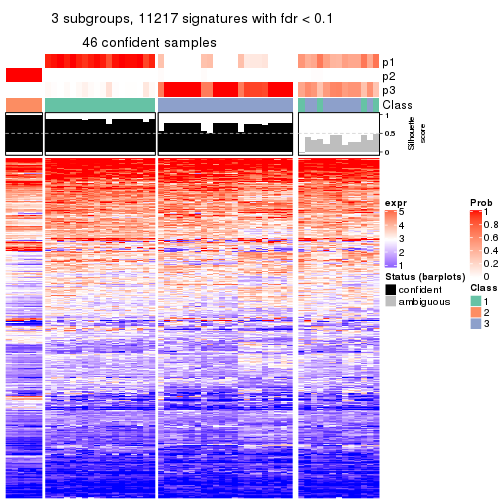 3 subgroups, 11217 signatures with fdr < 0.1
46 confident samples
p1
p2
p3
Class
1
0.5
0
Silhouette
score
expr
5
4
3
2
1
Status (barplots)
confident
ambiguous
Prob
1
0.8
0.6
0.4
0.2
0
Class
1
2
3